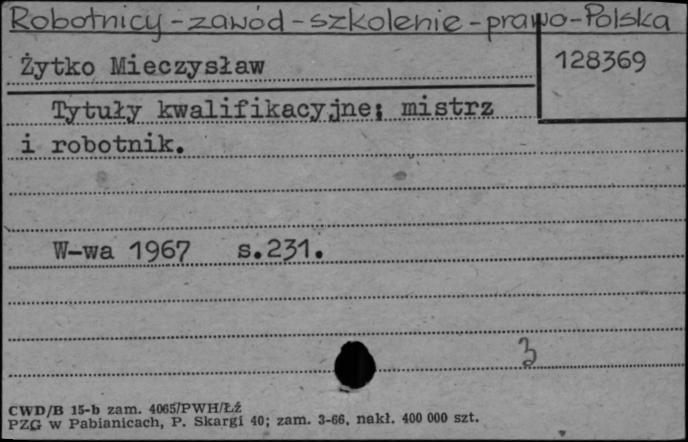 Robotnicy-zawód-szkolenie-prawo-Polska
Żytko Mieczysław
128369
Tytuły kwalifikacyjne; mistrz
i robotnik.
W-wa 1967 s.231.
3
CWD/B 15-b zam. 4065/PWH/Łź
PZG w Pabianicach, P. Skargi 40; zam. 3-66, nakł. 400 000 szt.